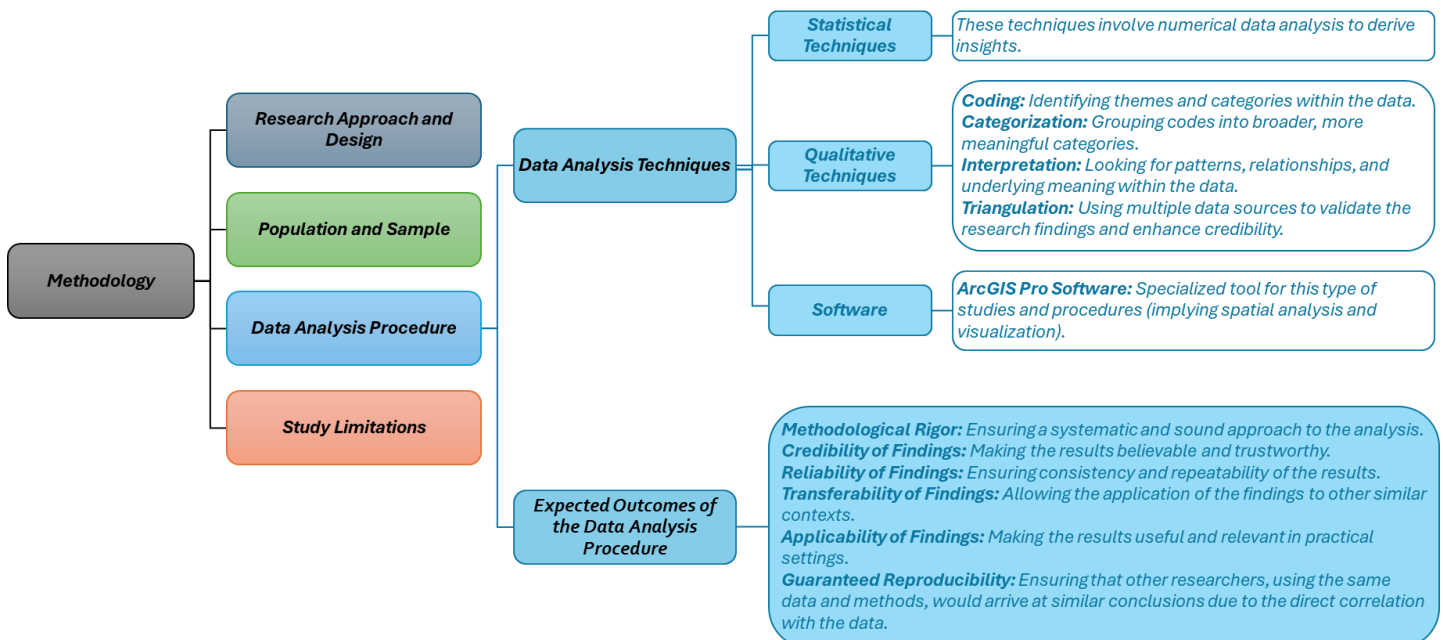 Methodology
Research Approach and
Design
Population and Sample
Data Analysis Procedure
Study Limitations
Data Analysis Techniques
Statistical
Techniques
These techniques involve numerical data analysis to derive
insights.
Qualitative
Techniques
Coding: Identifying themes and categories within the data.
Categorization: Grouping codes into broader, more
meaningful categories.
Interpretation: Looking for patterns, relationships, and
underlying meaning within the data.
Triangulation: Using multiple data sources to validate the
research findings and enhance credibility.
Software
ArcGIS Pro Software: Specialized tool for this type of
studies and procedures (implying spatial analysis and
visualization).
Expected Outcomes of
the Data Analysis
Procedure
Methodological Rigor: Ensuring a systematic and sound approach to the analysis.
Credibility of Findings: Making the results believable and trustworthy.
Reliability of Findings: Ensuring consistency and repeatability of the results.
Transferability of Findings: Allowing the application of the findings to other similar
contexts.
Applicability of Findings: Making the results useful and relevant in practical
settings.
Guaranteed Reproducibility: Ensuring that other researchers, using the same
data and methods, would arrive at similar conclusions due to the direct correlation
with the data.